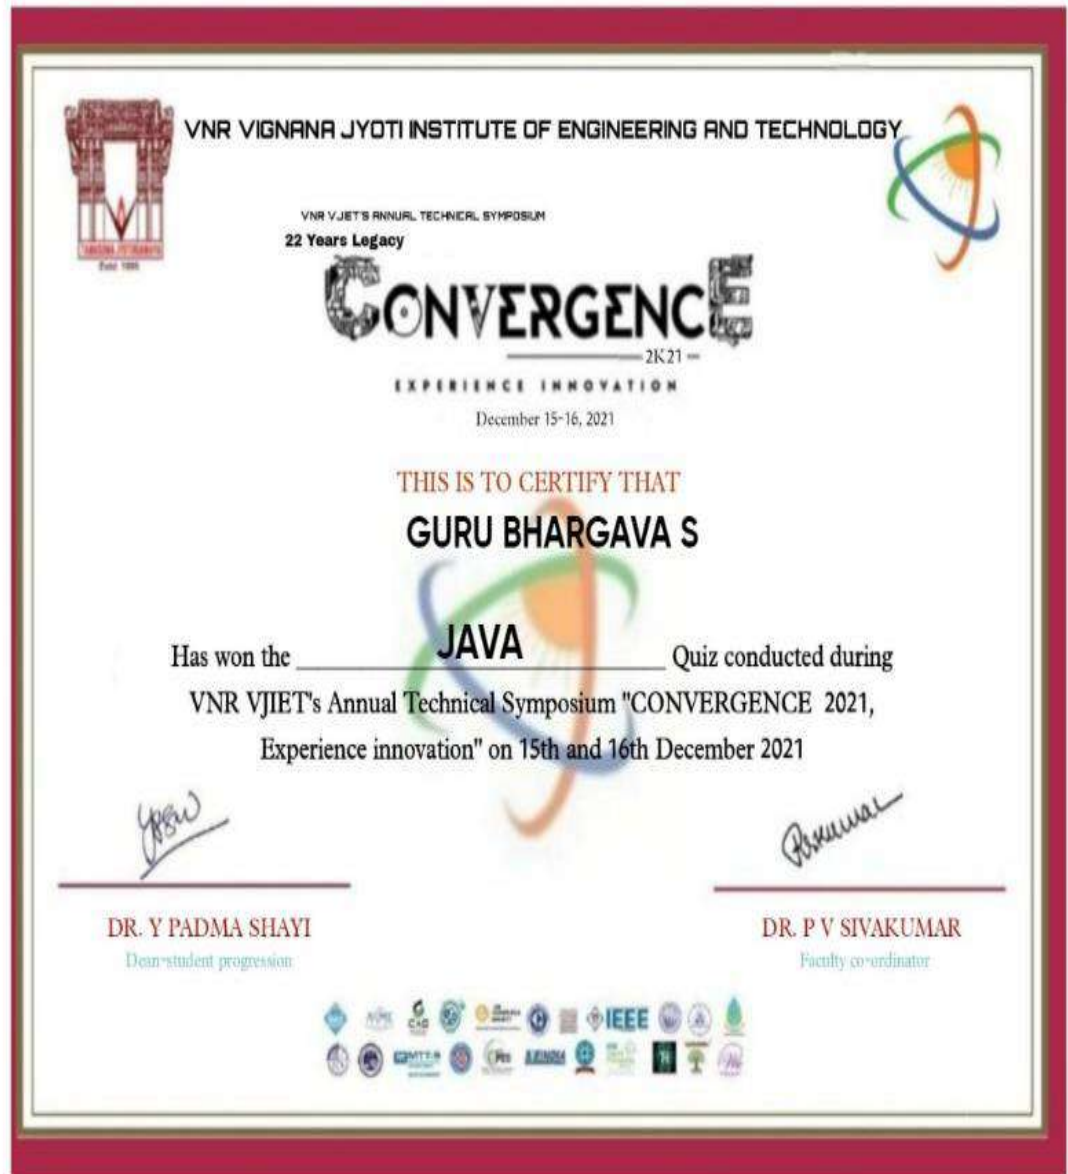 VNR VIGNANA JYOTI INSTITUTE OF ENGINEERING AND TECHNOLOGY
Estd 1995
VNR VJET'S ANNUAL TECHNICAL SYMPOSIUM
22 Years Legacy
CONVERGENCE
2K21
EXPERIENCE INNOVATION
December 15-16, 2021
THIS IS TO CERTIFY THAT
GURU BHARGAVA S
Has won the JAVA Quiz conducted during
VNR VJIET's Annual Technical Symposium "CONVERGENCE 2021,
Experience innovation" on 15th and 16th December 2021
DR. Y PADMA SHAYI
Dean-student progression
DR. P V SIVAKUMAR
Faculty co-ordinator
IEEE